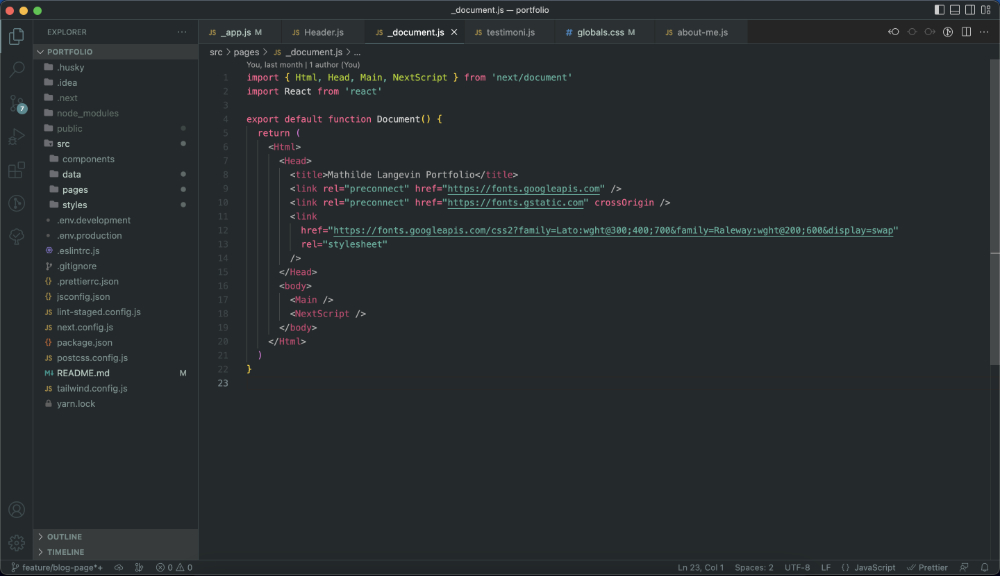 _document.js — portfolio
EXPLORER
PORTFOLIO
.husky
.idea
.next
node_modules
public
src
components
data
pages
styles
.env.development
.env.production
.eslintrc.js
.gitignore
.prettierrc.json
jsconfig.json
lint-staged.config.js
next.config.js
package.json
postcss.config.js
README.md M
tailwind.config.js
yarn.lock
OUTLINE
TIMELINE
7
JS _app.js M JS Header.js JS _document.js JS testimoni.js # globals.css M JS about-me.js
src > pages > JS _document.js > ...
You, last month | 1 author (You)
1 import { Html, Head, Main, NextScript } from 'next/document'
2 import React from 'react'
3
4 export default function Document() {
5 return (
6 <Html>
7 <Head>
8 <title>Mathilde Langevin Portfolio</title>
9 <link rel="preconnect" href="https://fonts.googleapis.com" />
10 <link rel="preconnect" href="https://fonts.gstatic.com" crossOrigin />
11 <link
12 href="https://fonts.googleapis.com/css2?family=Lato:wght@300;400;700&family=Raleway:wght@200;600&display=swap"
13 rel="stylesheet"
14 />
15 </Head>
16 <body>
17 <Main />
18 <NextScript />
19 </body>
20 </Html>
21 )
22 }
23
feature/blog-page*+ 0 0 Ln 23, Col 1 Spaces: 2 UTF-8 LF {} JavaScript Prettier